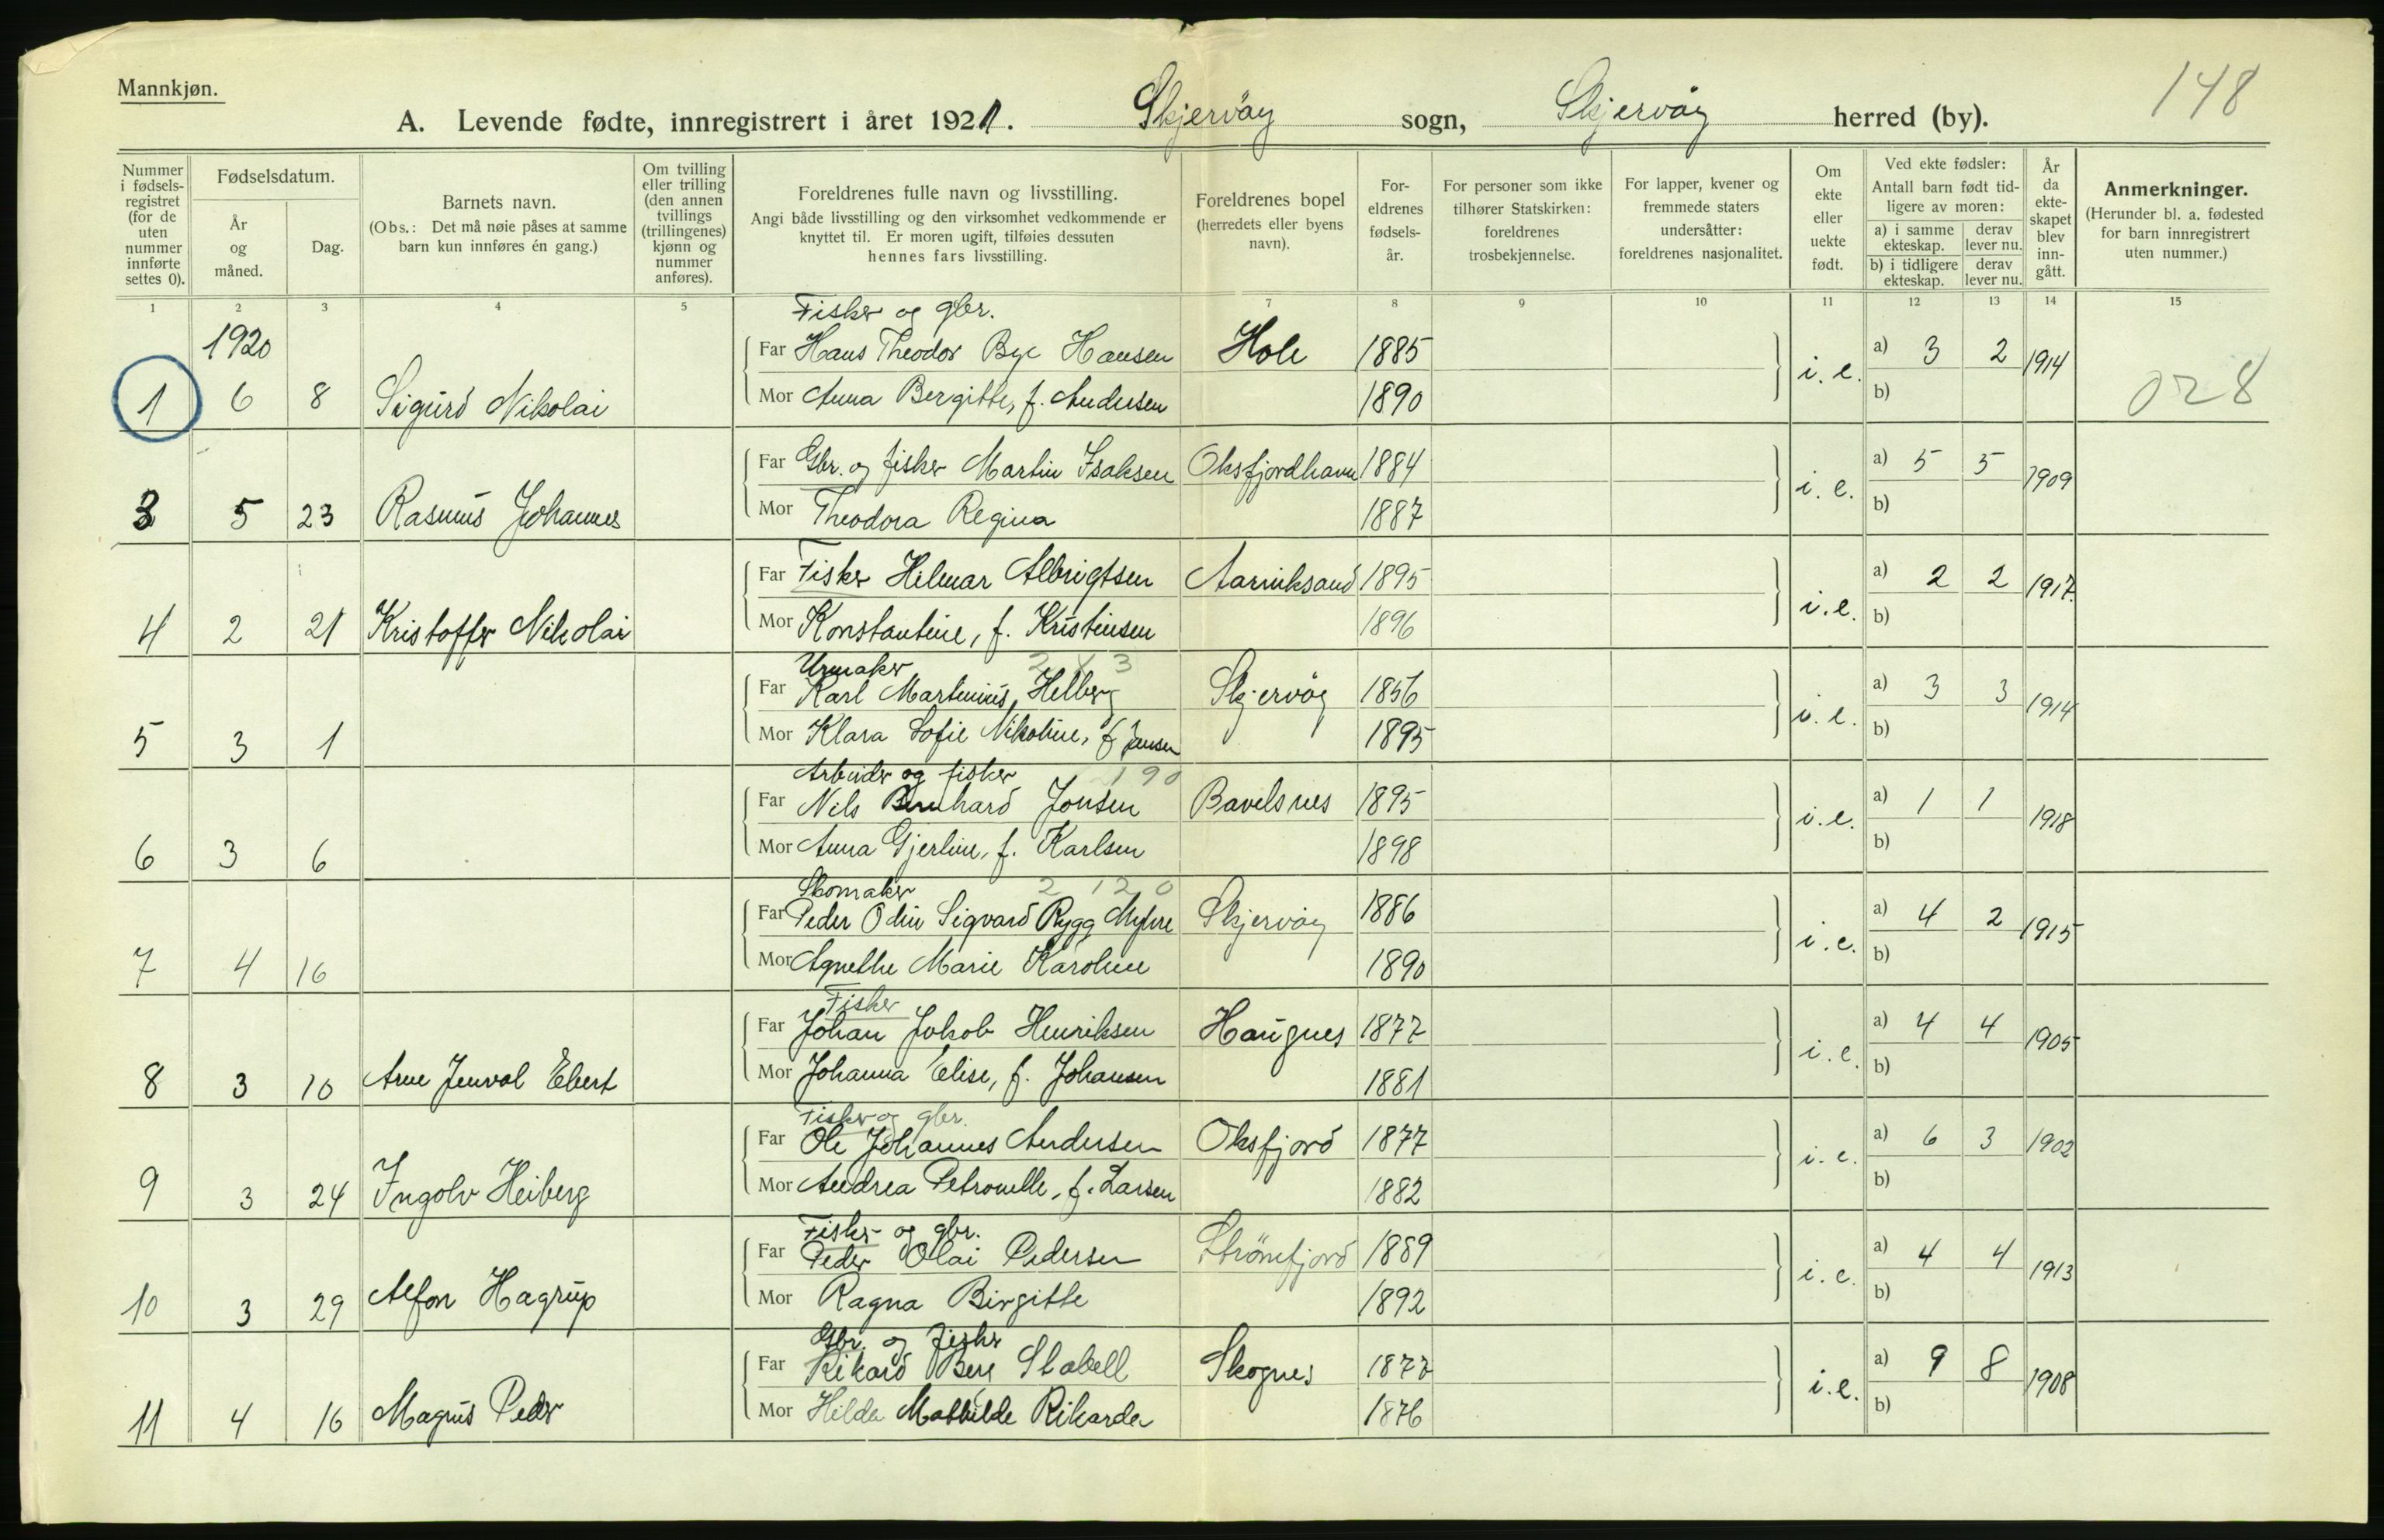 Mannkjøn.
148
A. Levende fødte, innregistrert i året 1921. Skjervøy sogn, Skjervøy herred (by).
Nummer i fødsels-registret (for de uten nummer innførte settes 0).
Fødselsdatum.
År og måned.
Dag.
Barnets navn.
(Obs.: Det må nøie påses at samme barn kun innføres én gang.)
Om tvilling eller trilling (den annen tvillings (trillingenes) kjønn og nummer anføres).
Foreldrenes fulle navn og livsstilling.
Angi både livsstilling og den virksomhet vedkommende er knyttet til. Er moren ugift, tilføies dessuten hennes fars livsstilling.
Foreldrenes bopel (herredets eller byens navn).
For-eldrenes fødsels-år.
For personer som ikke tilhører Statskirken: foreldrenes trosbekjennelse.
For lapper, kvener og fremmede staters undersåtter: foreldrenes nasjonalitet.
Om ekte eller uekte født.
Ved ekte fødsler:
Antall barn født tid-ligere av moren:
a) i samme ekteskap. derav lever nu.
b) i tidligere ekteskap. derav lever nu.
År da ekte-skapet blev inn-gått.
Anmerkninger.
(Herunder bl. a. fødested for barn innregistrert uten nummer.)
1 2 3 4 5 7 8 9 10 11 12 13 14 15
Fisker og gbr.
1920
Far Hans Theodor Bye Hansen Hole 1885 a) 3 2 1914
1 6 8 Sigurd Nikolai i. e. 028
Mor Anna Bergitte, f. Andersen 1890 b)
Far Gbr. og fisker Martin Isaksen Oksfjordhavn 1884 a) 5 5 1909
3 5 23 Rasmus Johannes i. e.
Mor Theodora Regina 1887 b)
Far Fisker Hilmar Albrigtsen Aarviksand 1895 a) 2 2 1917
4 2 21 Kristoffer Nikolai i. e.
Mor Konstantine, f. Kristensen 1896 b)
Urmaker
Far Karl Martinius Helberg Skjervøy 1856 a) 3 3 1914
5 3 1 i. e.
Mor Klara Sofie Nikoline, f. Jensen 1895 b)
Arbeider og fisker 190
Far Nils Bernhard Jonsen Bavelsnes 1895 a) 1 1 1918
6 3 6 i. e.
Mor Anna Gjerline, f. Karlsen 1898 b)
Skomaker 2 120
Far Peder Odin Sigvard Rygg Myhre Skjervøy 1886 a) 4 2 1915
7 4 16 i. e.
Mor Agnethe Marie Karoline 1890 b)
Fisker
Far Johan Jakob Henriksen Haugnes 1877 a) 4 4 1905
8 3 10 Arne Jenvol Ebert i. e.
Mor Johanna Elise, f. Johansen 1881 b)
Fisker og gbr.
Far Ole Johannes Andersen Oksfjord 1877 a) 6 3 1902
9 3 24 Ingolv Heiberg i. e.
Mor Andrea Petronelle, f. Larsen 1882 b)
Fisker og gbr.
Far Peder Olai Pedersen Strømfjord 1889 a) 4 4 1913
10 3 29 Alfon Hagrup i. e.
Mor Ragna Birgitte 1892 b)
Gbr. og fisker
Far Rikard Berg Stabell Skognes 1877 a) 9 8 1908
11 4 16 Magnus Peder i. e.
Mor Hilda Mathilde Rikarda 1876 b)